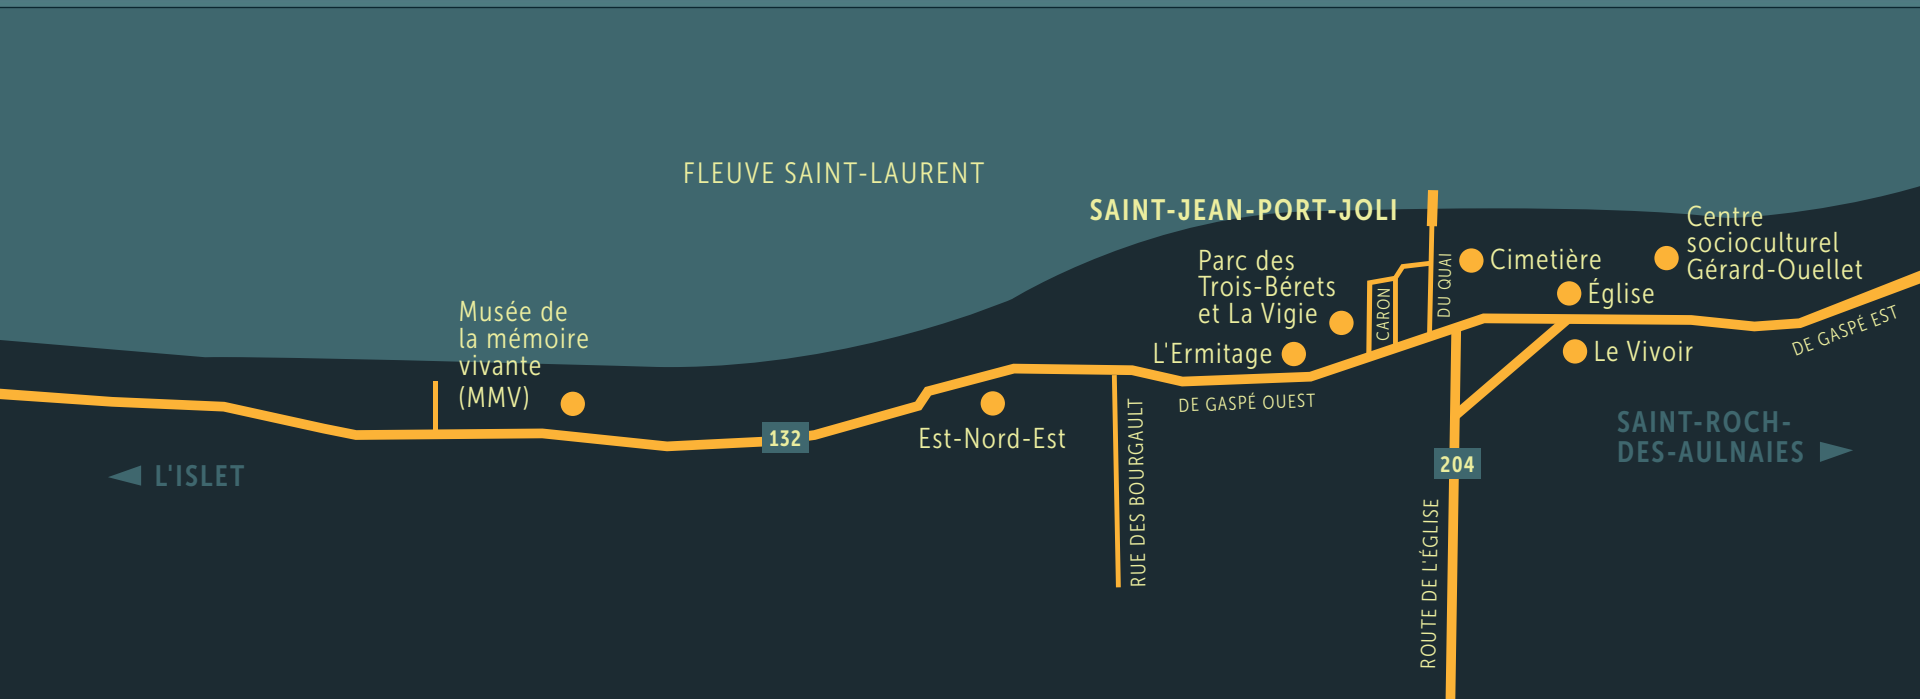 FLEUVE SAINT-LAURENT
SAINT-JEAN-PORT-JOLI
Centre
socioculturel
Gérard-Ouellet
Parc des
Trois-Bérets
et La Vigie
Cimetière
DU QUAI
CARON
Église
Musée de
la mémoire
vivante
(MMV)
L'Ermitage
Le Vivoir
DE GASPÉ EST
DE GASPÉ OUEST
Est-Nord-Est
132
RUE DES BOURGAULT
SAINT-ROCH-
DES-AULNAIES
204
L'ISLET
ROUTE DE L'ÉGLISE